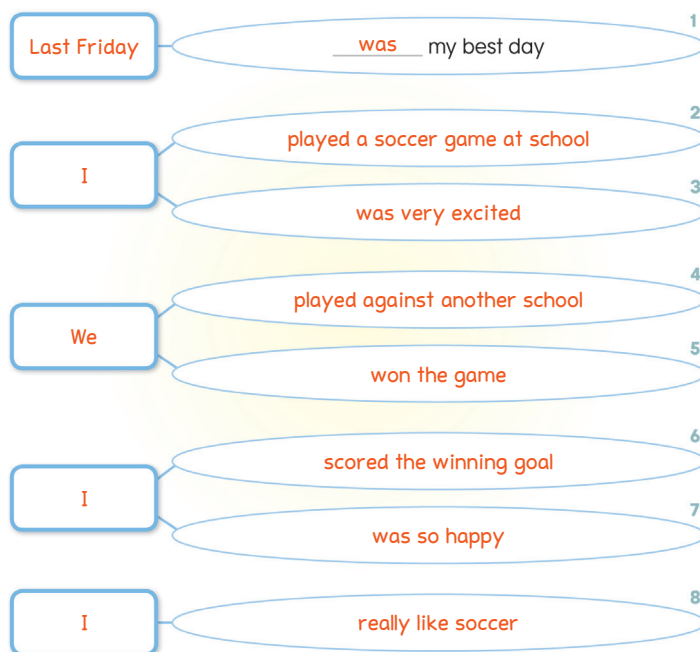 1
Last Friday was my best day
2
played a soccer game at school
I
3
was very excited
4
played against another school
We
5
won the game
6
scored the winning goal
I
7
was so happy
8
I really like soccer